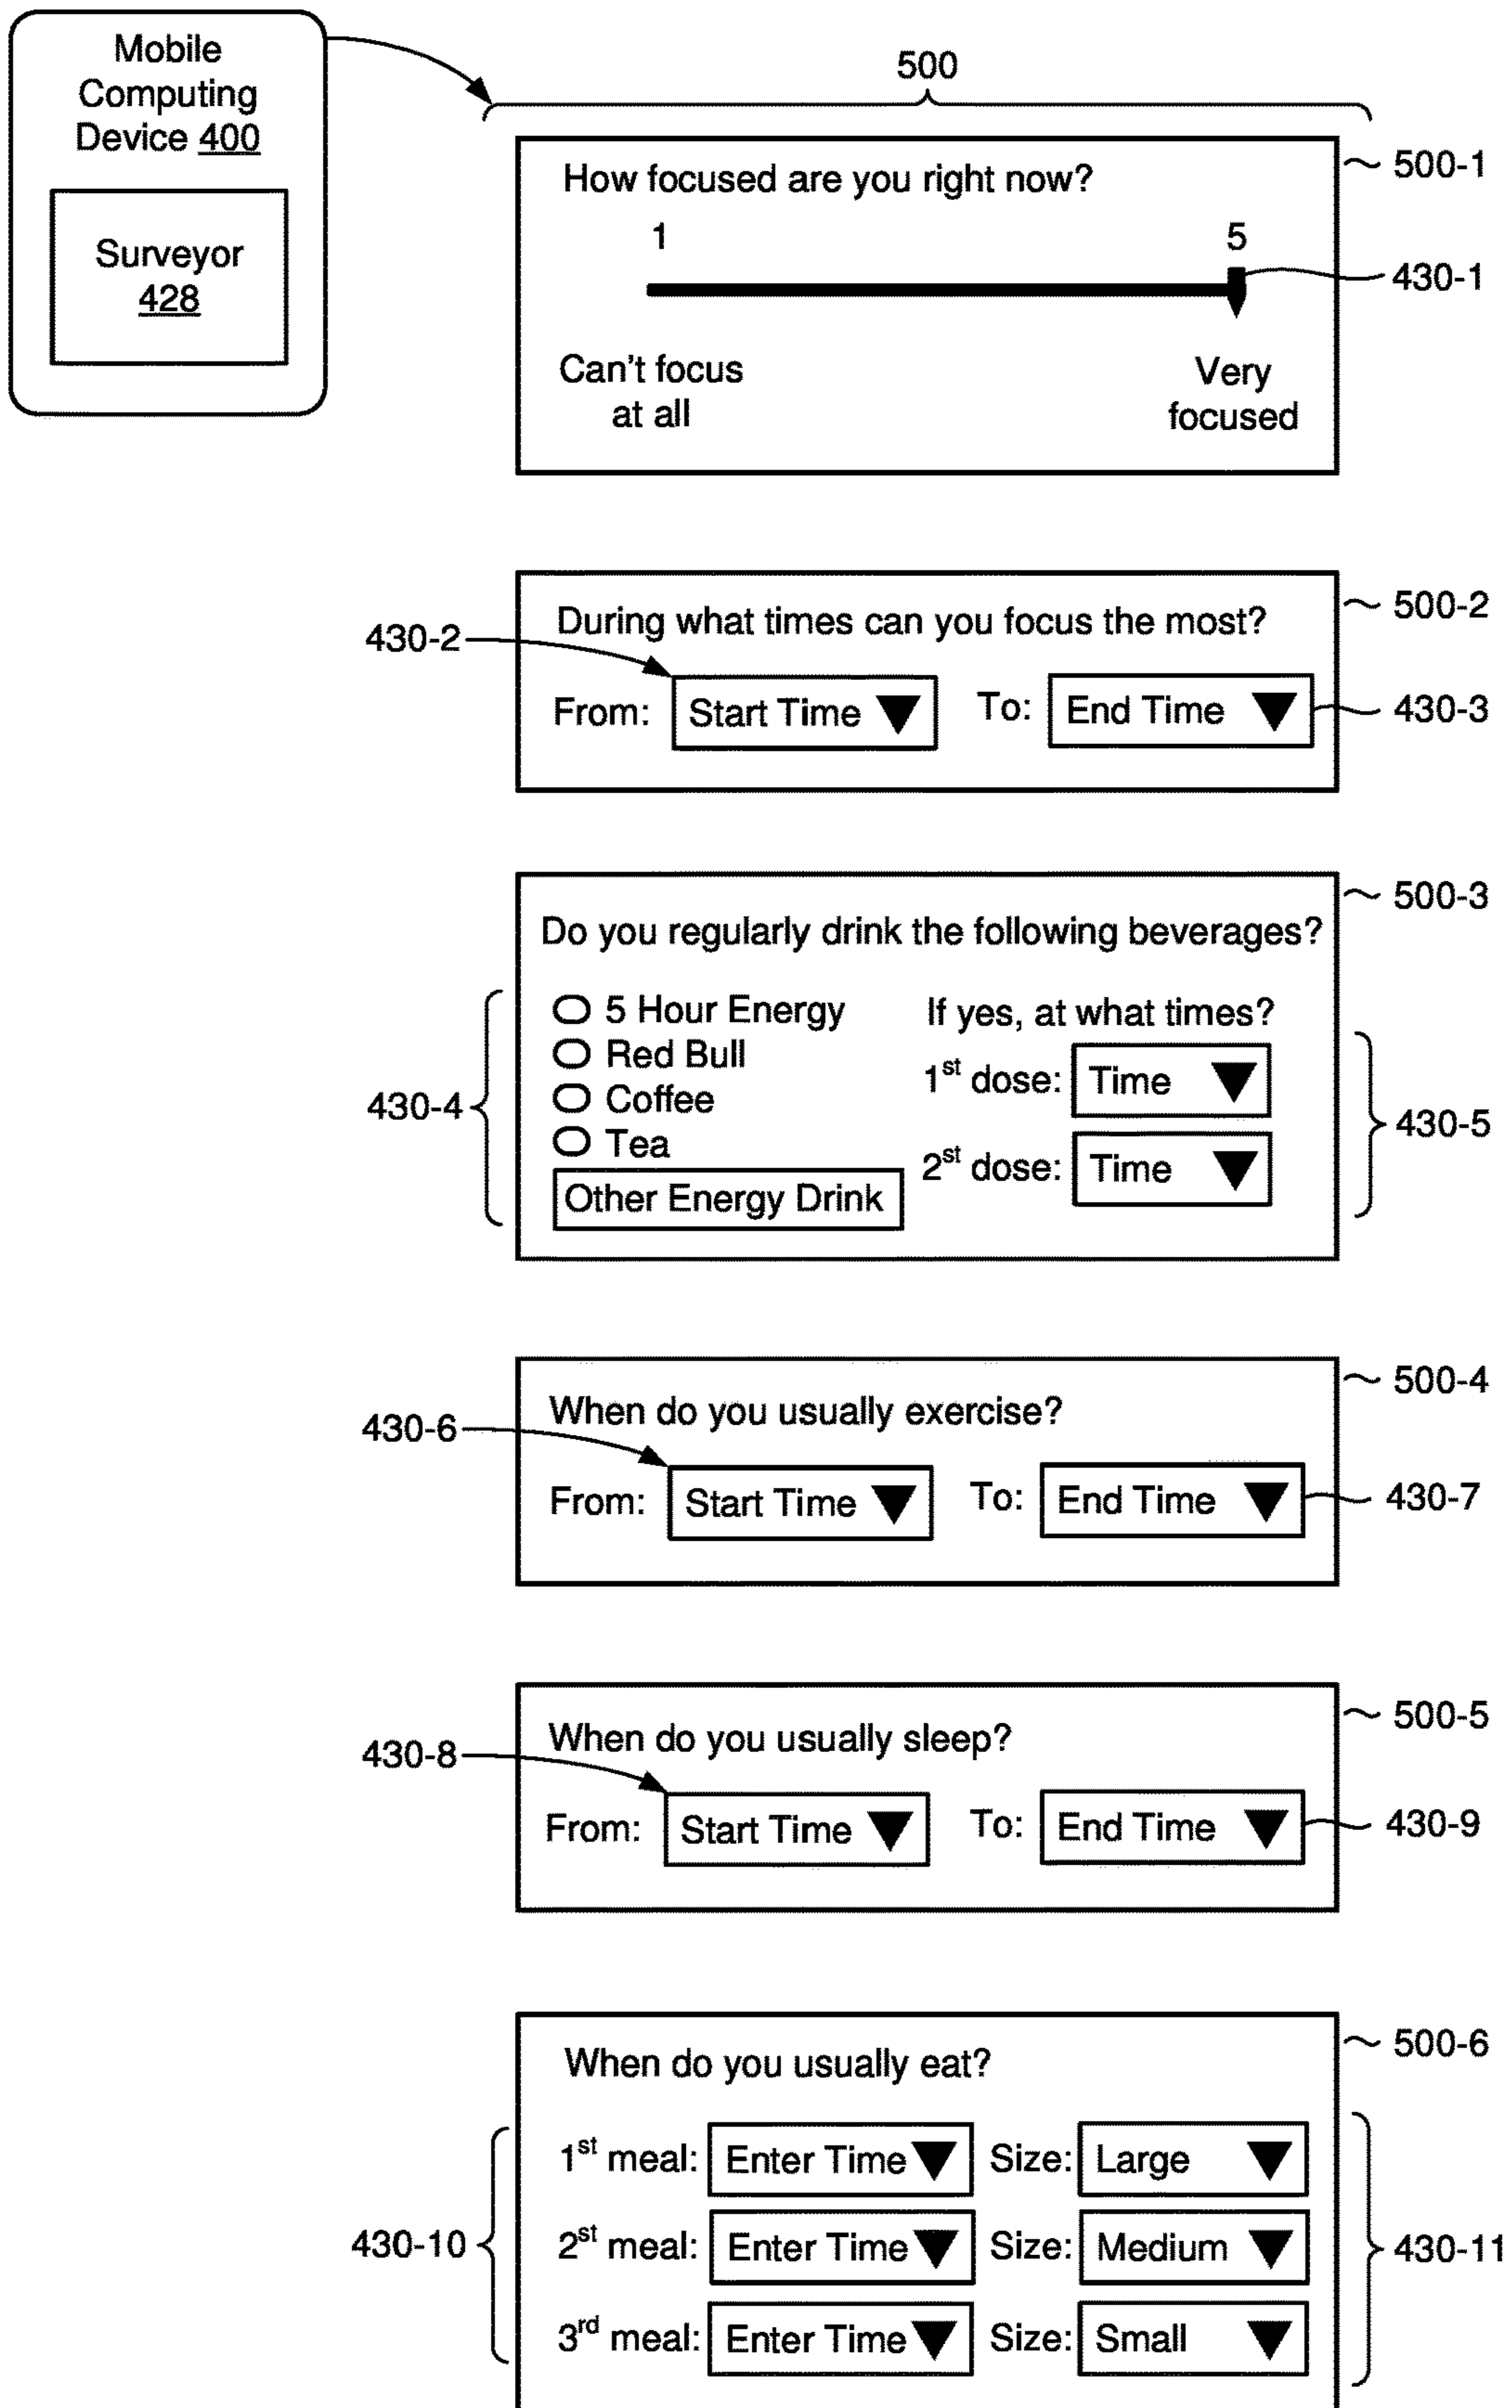 Mobile
Computing
Device 400
Surveyor
428
500
500-1
How focused are you right now?
1 5
430-1
Can't focus
at all
Very
focused
500-2
During what times can you focus the most?
430-2
From: Start Time To: End Time
430-3
500-3
Do you regularly drink the following beverages?
430-4
5 Hour Energy
Red Bull
Coffee
Tea
Other Energy Drink
If yes, at what times?
1st dose: Time
2st dose: Time
430-5
500-4
When do you usually exercise?
430-6
From: Start Time To: End Time
430-7
500-5
When do you usually sleep?
430-8
From: Start Time To: End Time
430-9
500-6
When do you usually eat?
430-10
1st meal: Enter Time Size: Large
2st meal: Enter Time Size: Medium
3rd meal: Enter Time Size: Small
430-11